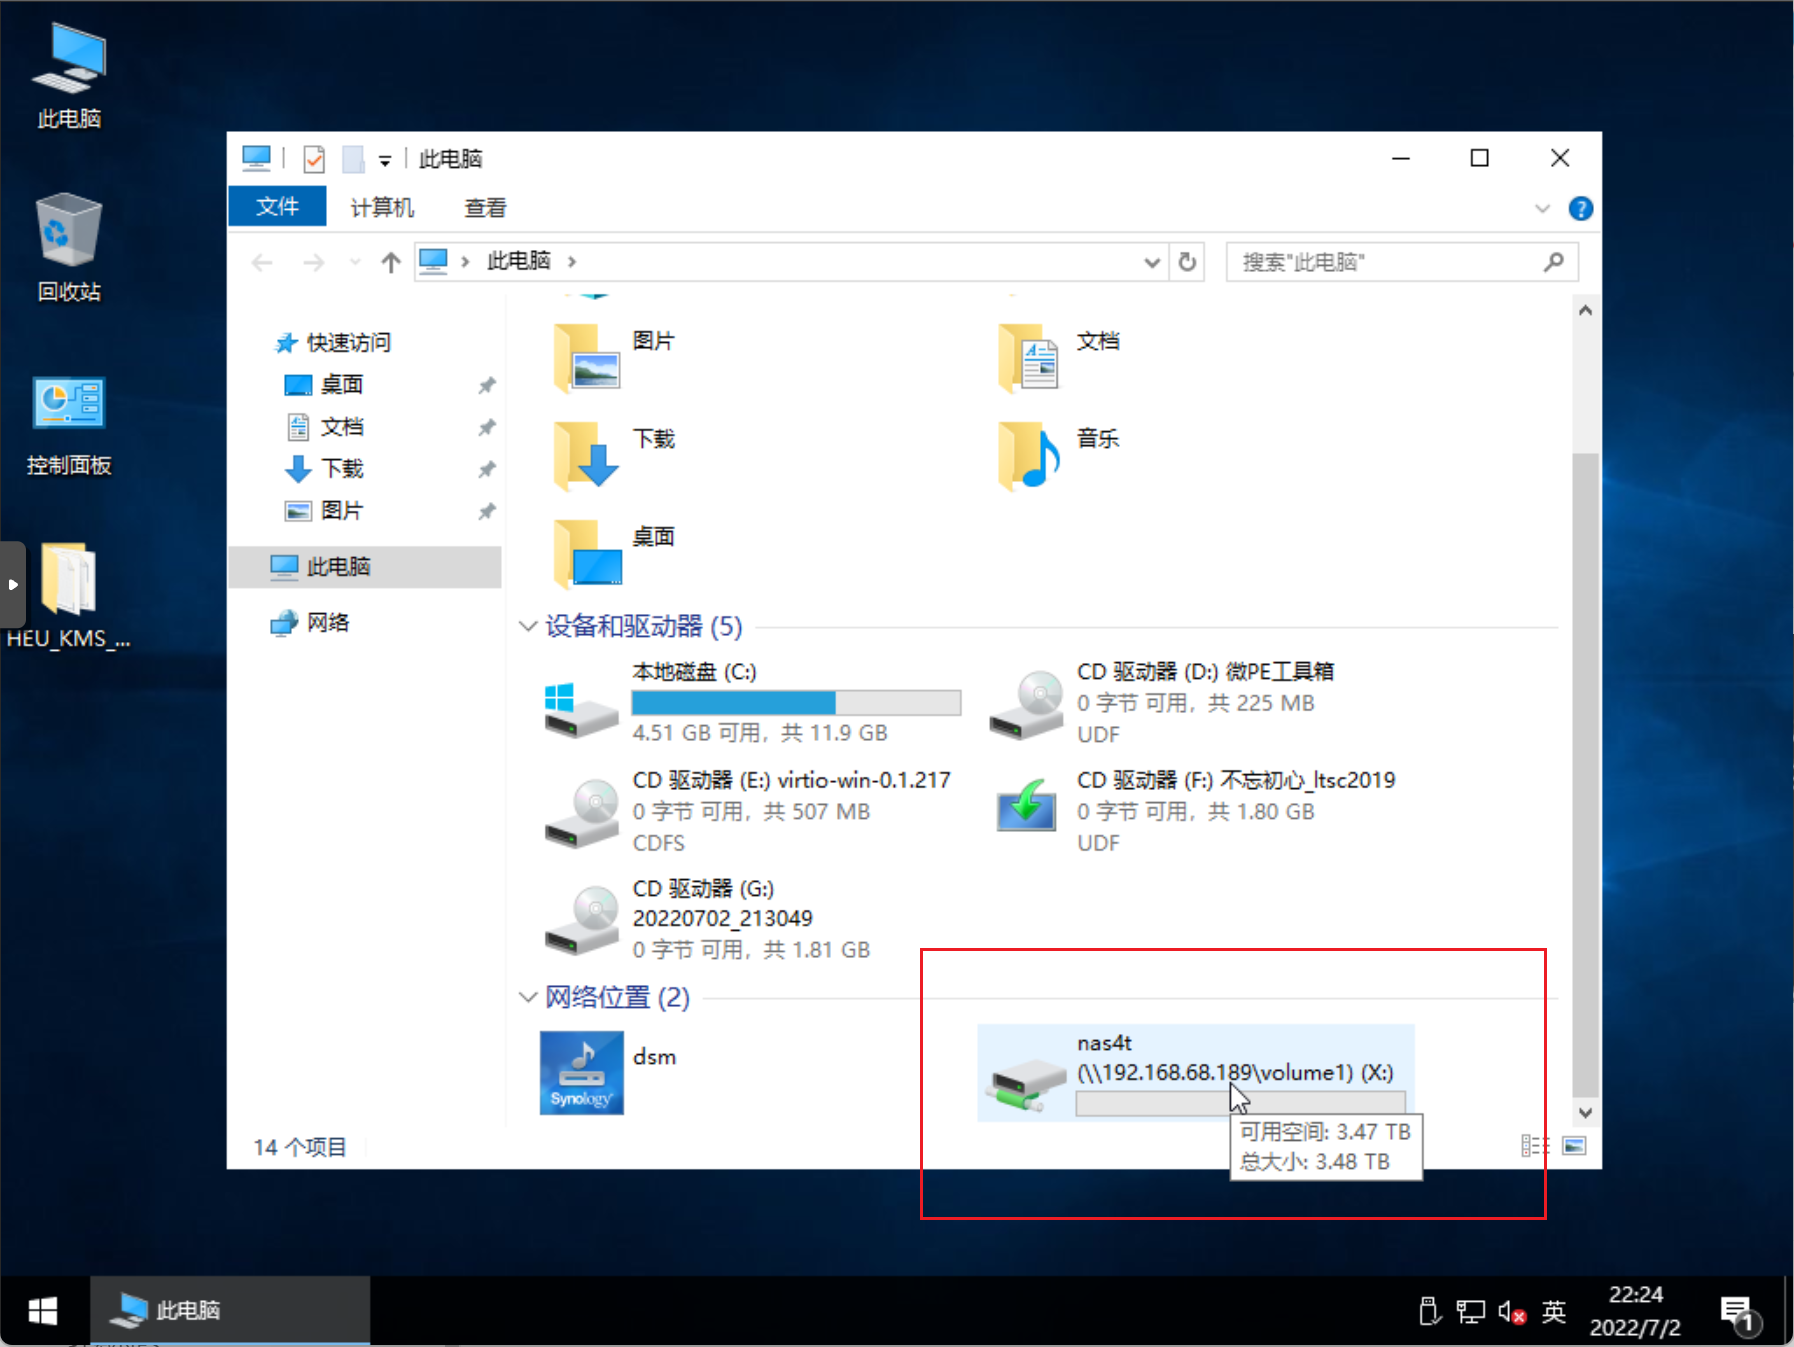 此电脑
回收站
控制面板
HEU_KMS_...
此电脑
文件
计算机
查看
此电脑
搜索"此电脑"
快速访问
桌面
文档
下载
图片
此电脑
网络
图片
文档
下载
音乐
桌面
设备和驱动器 (5)
本地磁盘 (C:)
4.51 GB 可用，共 11.9 GB
CD 驱动器 (D:) 微PE工具箱
0 字节 可用，共 225 MB
UDF
CD 驱动器 (E:) virtio-win-0.1.217
0 字节 可用，共 507 MB
CDFS
CD 驱动器 (F:) 不忘初心_ltsc2019
0 字节 可用，共 1.80 GB
UDF
CD 驱动器 (G:)
20220702_213049
0 字节 可用，共 1.81 GB
网络位置 (2)
Synology
dsm
nas4t
(\\192.168.68.189\volume1) (X:)
可用空间: 3.47 TB
总大小: 3.48 TB
14 个项目
此电脑
英
22:24
2022/7/2
1